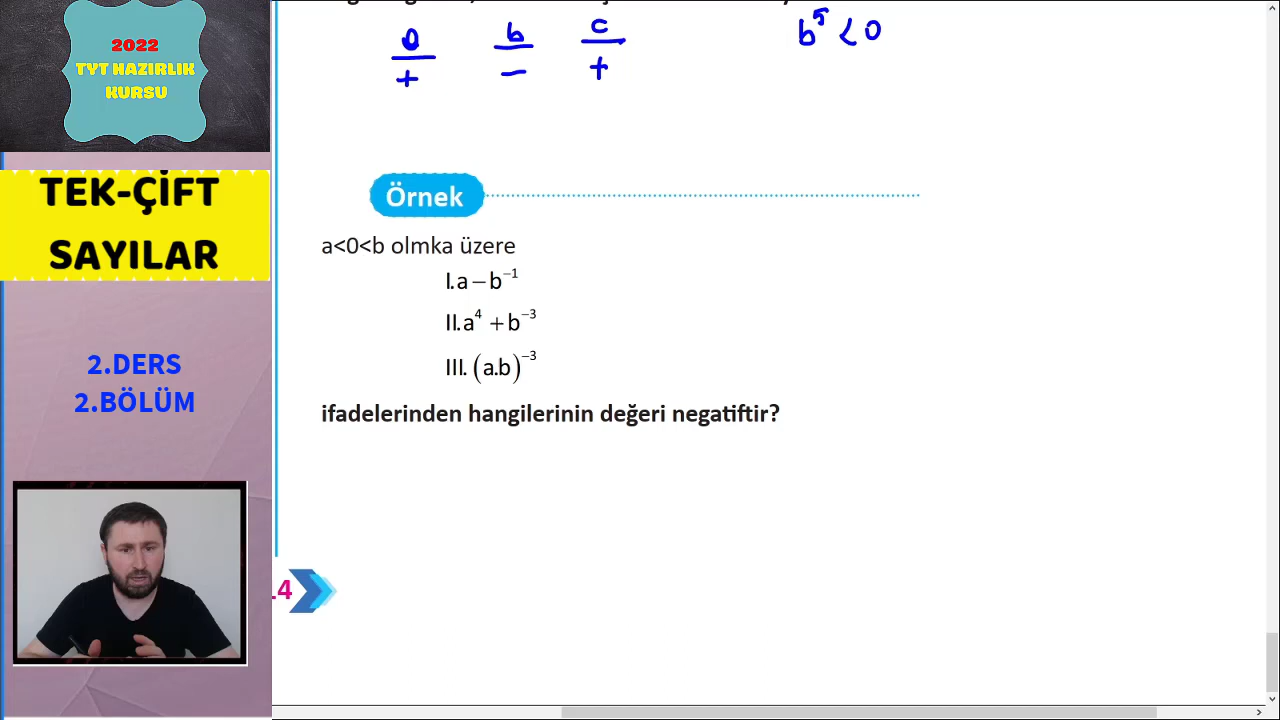 2022
TYT HAZIRLIK
KURSU
TEK-ÇİFT
SAYILAR
2.DERS
2.BÖLÜM
a b c
+ − +
b⁵ < 0
Örnek
a<0<b olmka üzere
I.a−b⁻¹
II.a⁴ +b⁻³
III. (a.b)⁻³
ifadelerinden hangilerinin değeri negatiftir?